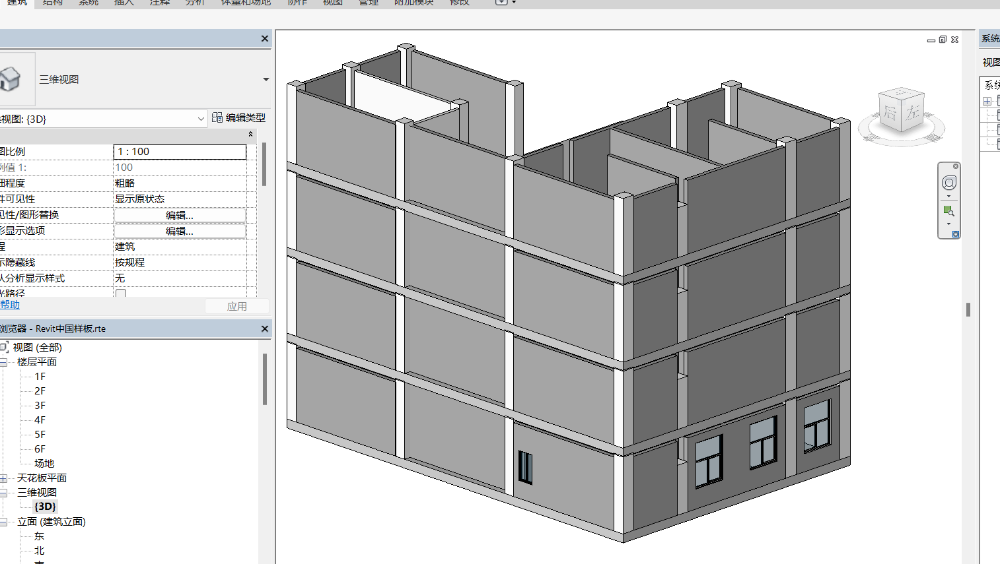 建筑 结构 系统 插入 注释 分析 体量和场地 协作 视图 管理 附加模块 修改
三维视图
视图: {3D} 编辑类型
图比例 1 : 100
例值 1: 100
细程度 粗略
件可见性 显示原状态
见性/图形替换 编辑...
形显示选项 编辑...
程 建筑
示隐藏线 按规程
认分析显示样式 无
光路径
帮助 应用
浏览器 - Revit中国样板.rte
视图 (全部)
楼层平面
1F
2F
3F
4F
5F
6F
场地
天花板平面
三维视图
{3D}
立面 (建筑立面)
东
北
后 左
系统
视图
系统